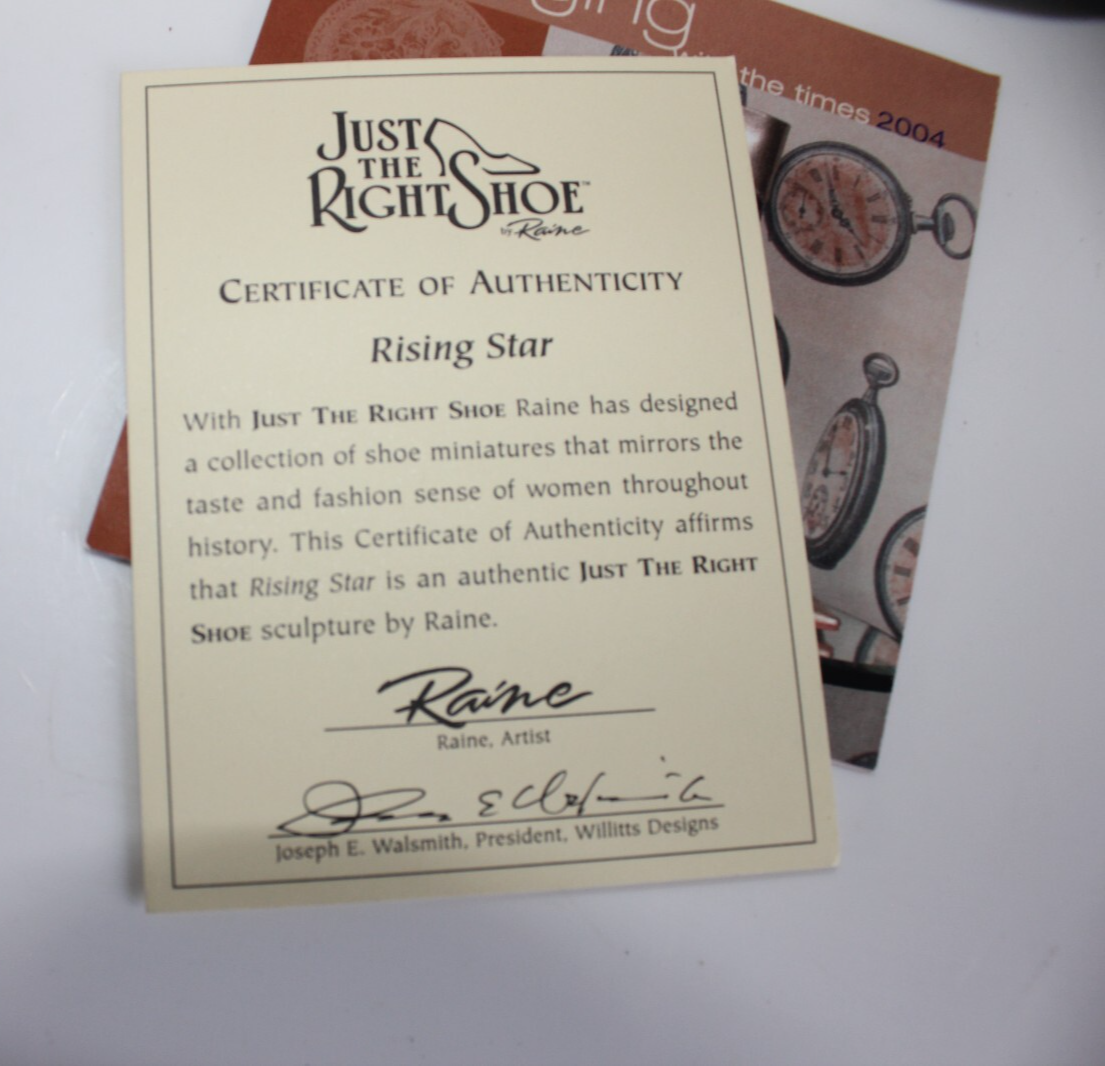 the times 2004
JUST
THE
RIGHT SHOE™
by Raine
CERTIFICATE OF AUTHENTICITY
Rising Star
With JUST THE RIGHT SHOE Raine has designed
a collection of shoe miniatures that mirrors the
taste and fashion sense of women throughout
history. This Certificate of Authenticity affirms
that Rising Star is an authentic JUST THE RIGHT
SHOE sculpture by Raine.
Raine
Raine, Artist
Joseph E. Walsmith, President, Willitts Designs